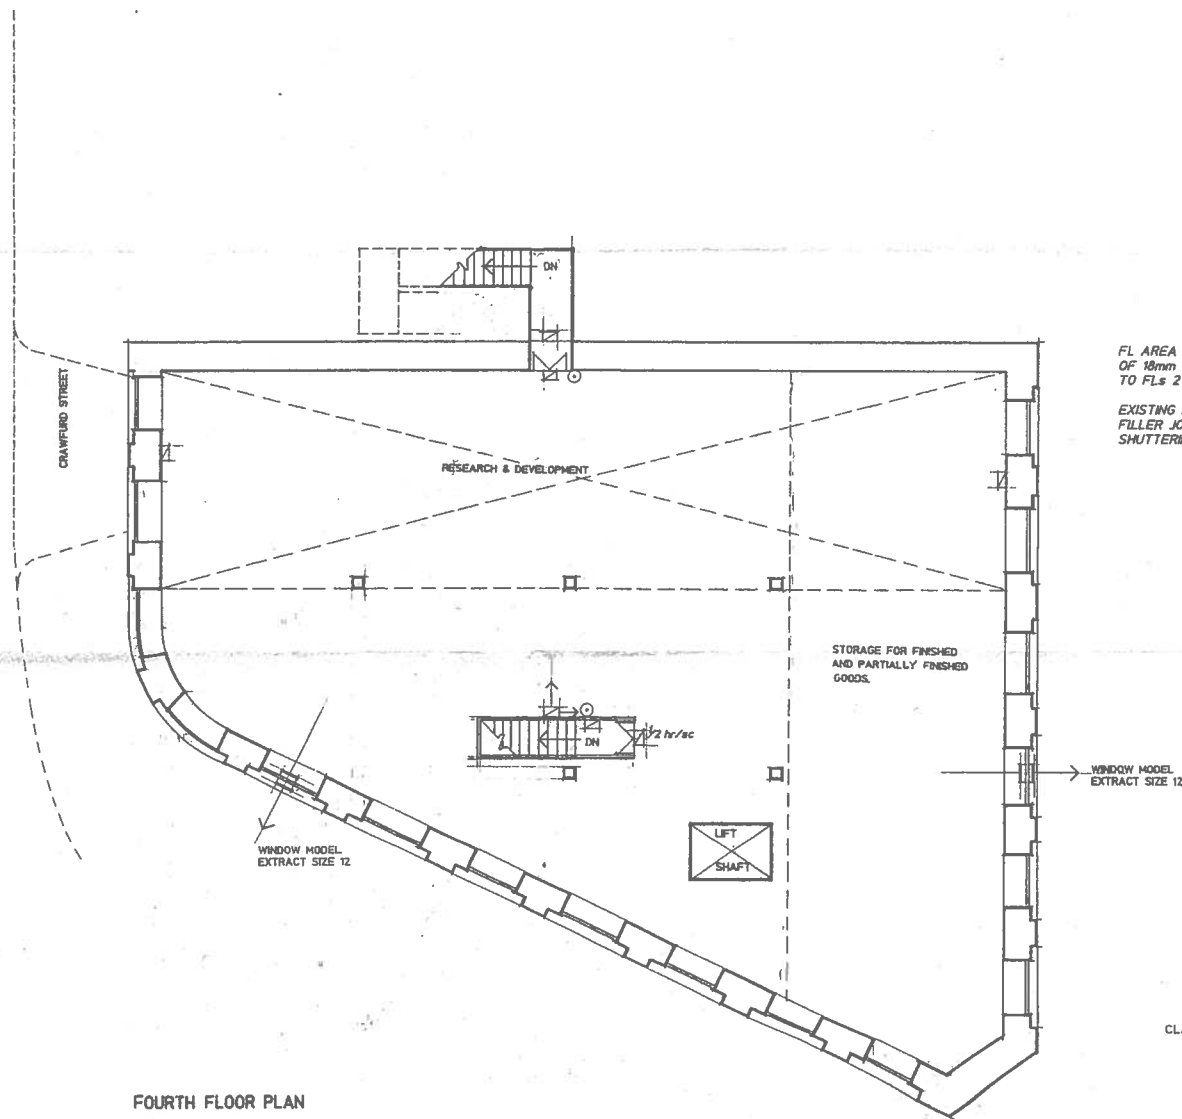 DN
FL AREA
OF 18mm
TO FLs 2
EXISTING
FILLER JO
SHUTTERE
CRAWFURD STREET
RESEARCH & DEVELOPMENT
STORAGE FOR FINISHED
AND PARTIALLY FINISHED
GOODS.
DN
1/2 hr/sc
WINDOW MODEL
EXTRACT SIZE 12
LIFT
SHAFT
WINDOW MODEL
EXTRACT SIZE 12
CL.
FOURTH FLOOR PLAN